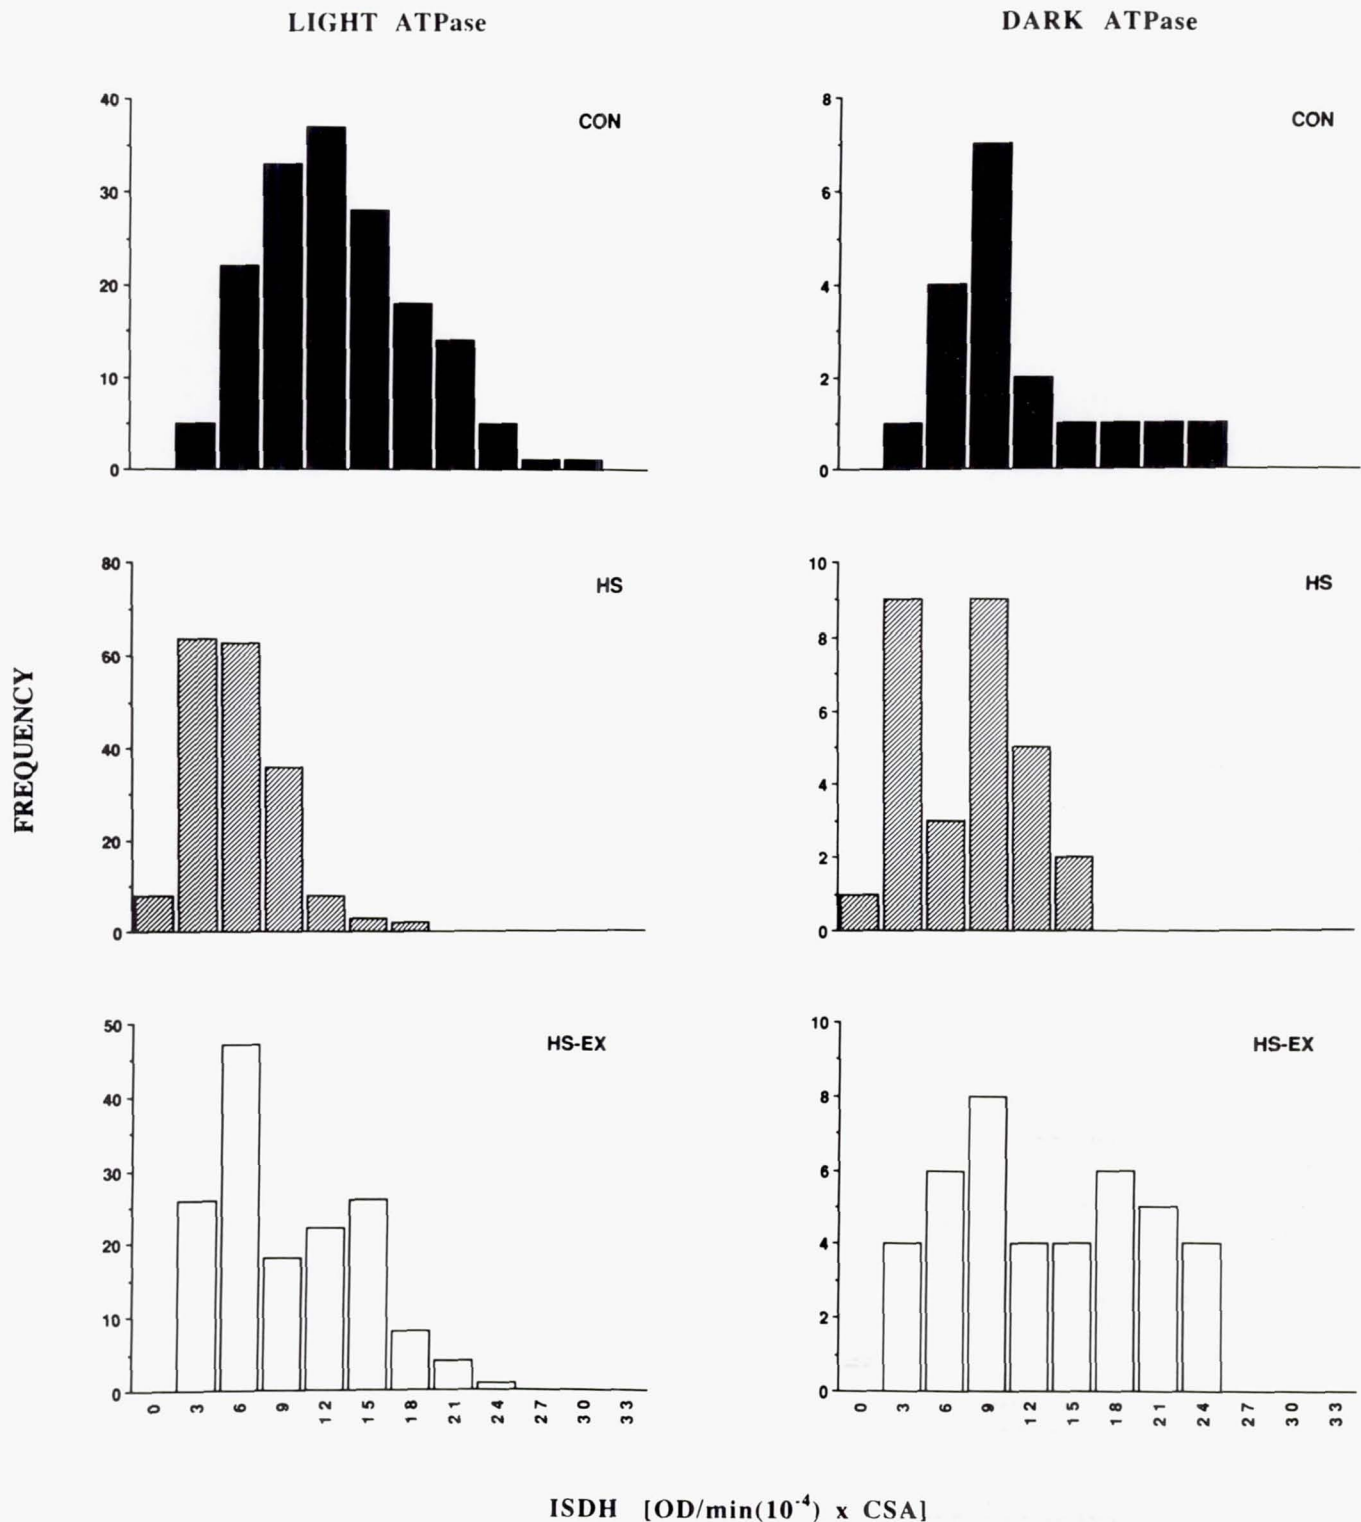 LIGHT ATPase
DARK ATPase
CON
40
30
20
10
0
CON
8
6
4
2
0
FREQUENCY
HS
80
60
40
20
0
HS
10
8
6
4
2
0
HS-EX
50
40
30
20
10
0
0 3 6 9 12 15 18 21 24 27 30 33
HS-EX
10
8
6
4
2
0
0 3 6 9 12 15 18 21 24 27 30 33
ISDH [OD/min(10⁻⁴) x CSA]